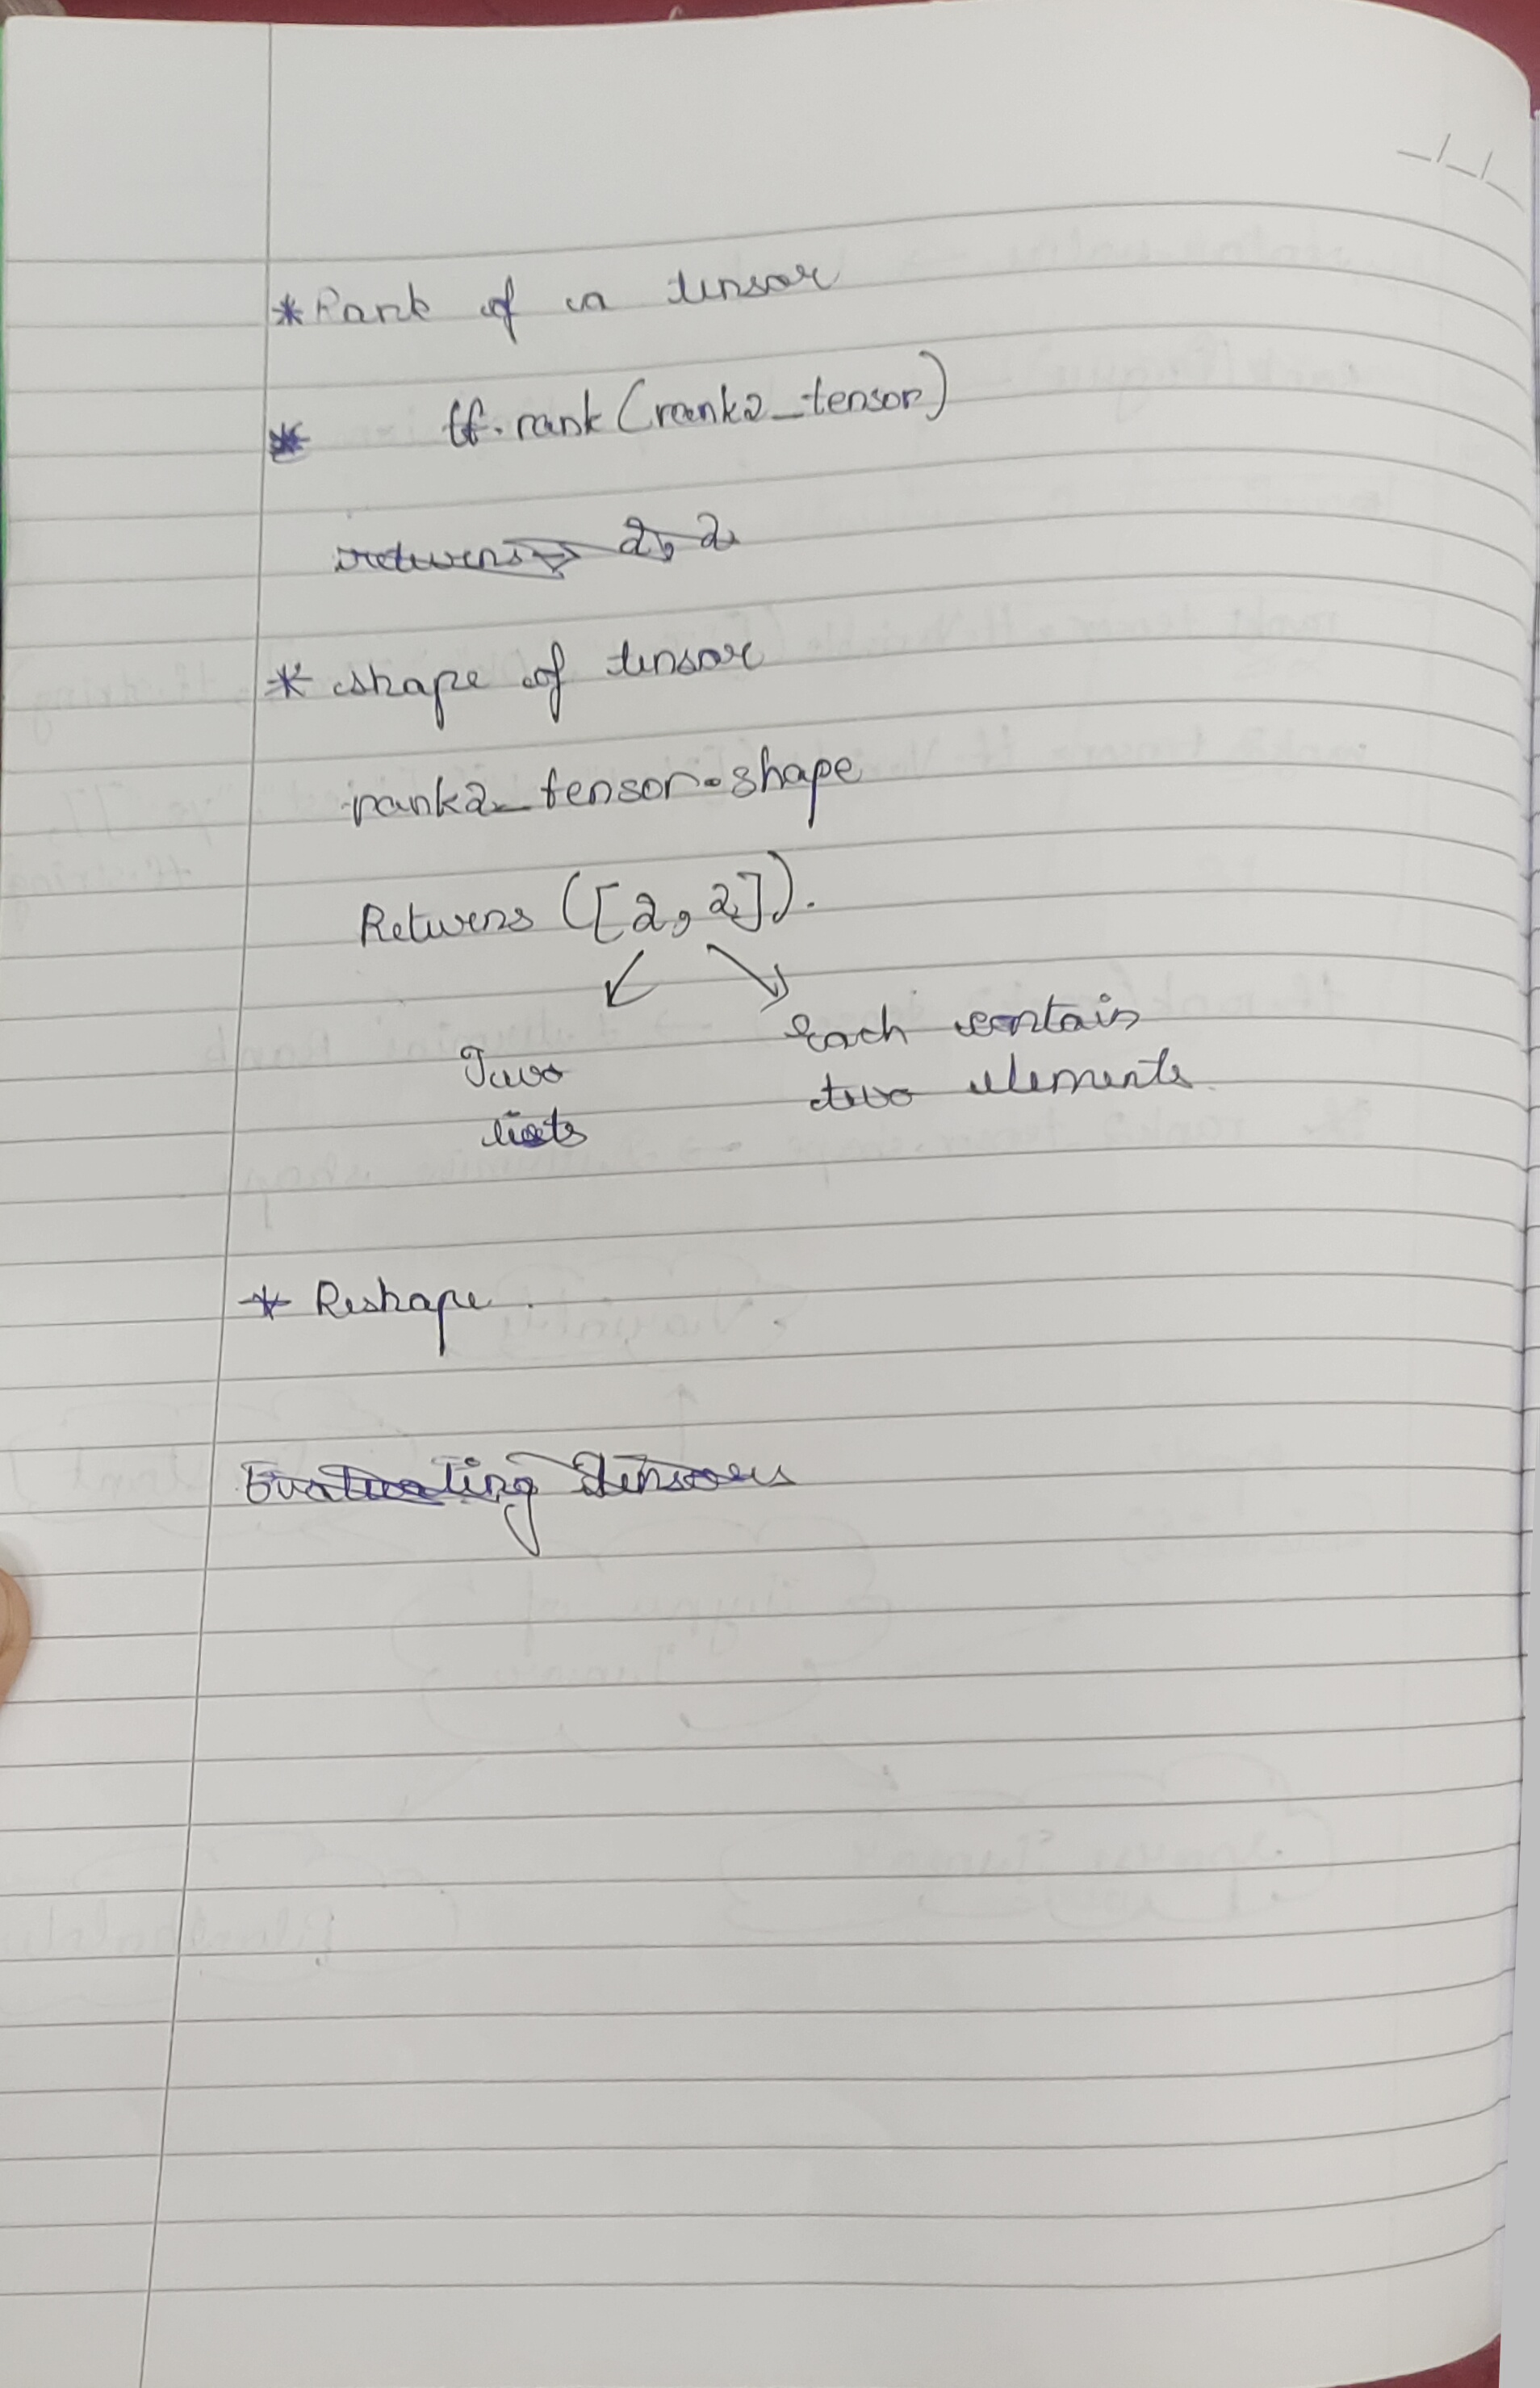 * Rank of a tensor
* tf.rank (rank2_tensor)
returns → 2, 2
* shape of tensor
rank2_tensor.shape
Returns ([2, 2]).
Two
lists
Each contain
two elements
* Reshape.
Evaluating Tensors